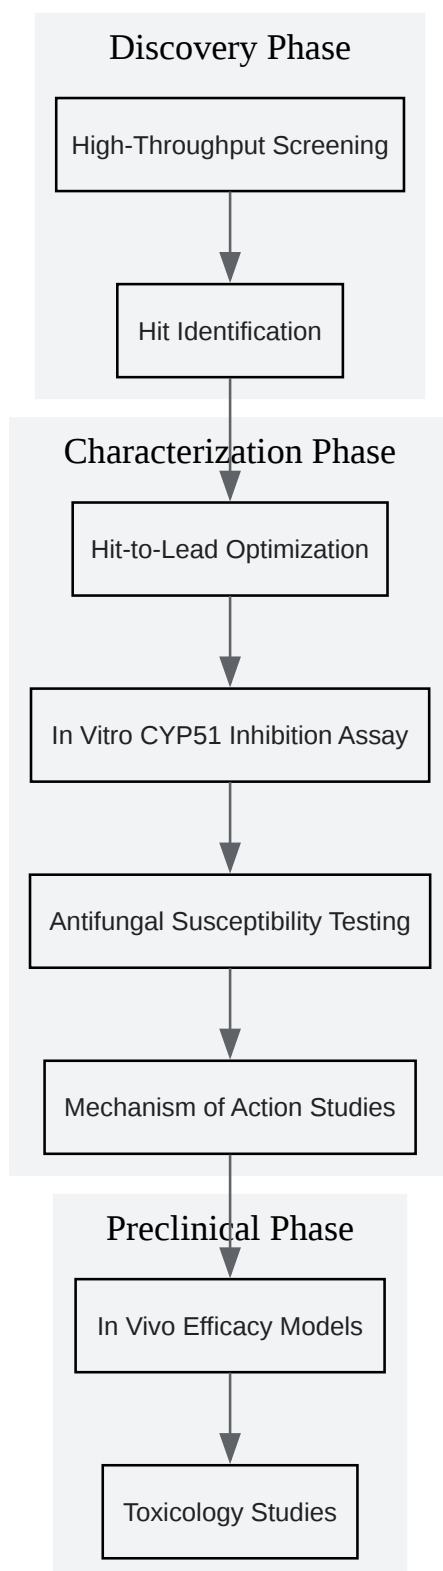 Discovery Phase
High-Throughput Screening
Hit Identification
Characterization Phase
Hit-to-Lead Optimization
In Vitro CYP51 Inhibition Assay
Antifungal Susceptibility Testing
Mechanism of Action Studies
Preclinical Phase
In Vivo Efficacy Models
Toxicology Studies